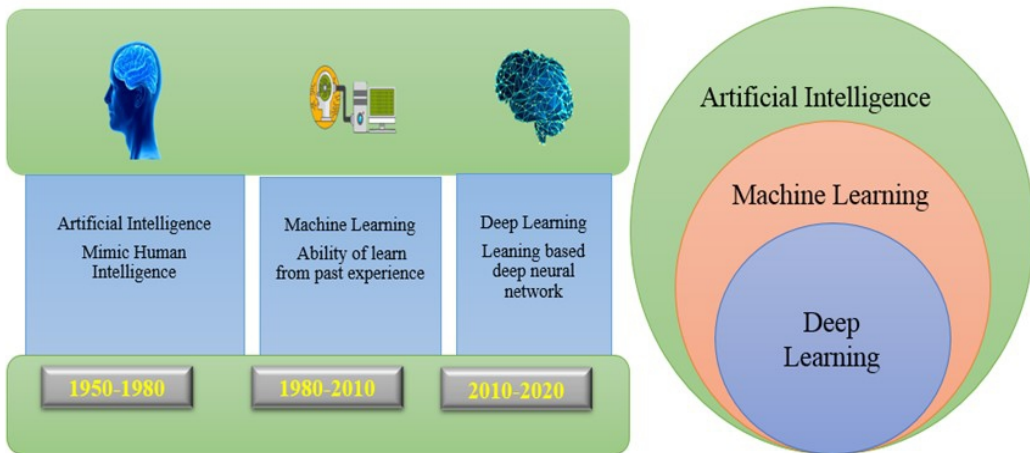 Artificial Intelligence
Mimic Human
Intelligence
Machine Learning
Ability of learn
from past experience
Deep Learning
Leaning based
deep neural
network
1950-1980
1980-2010
2010-2020
Artificial Intelligence
Machine Learning
Deep
Learning